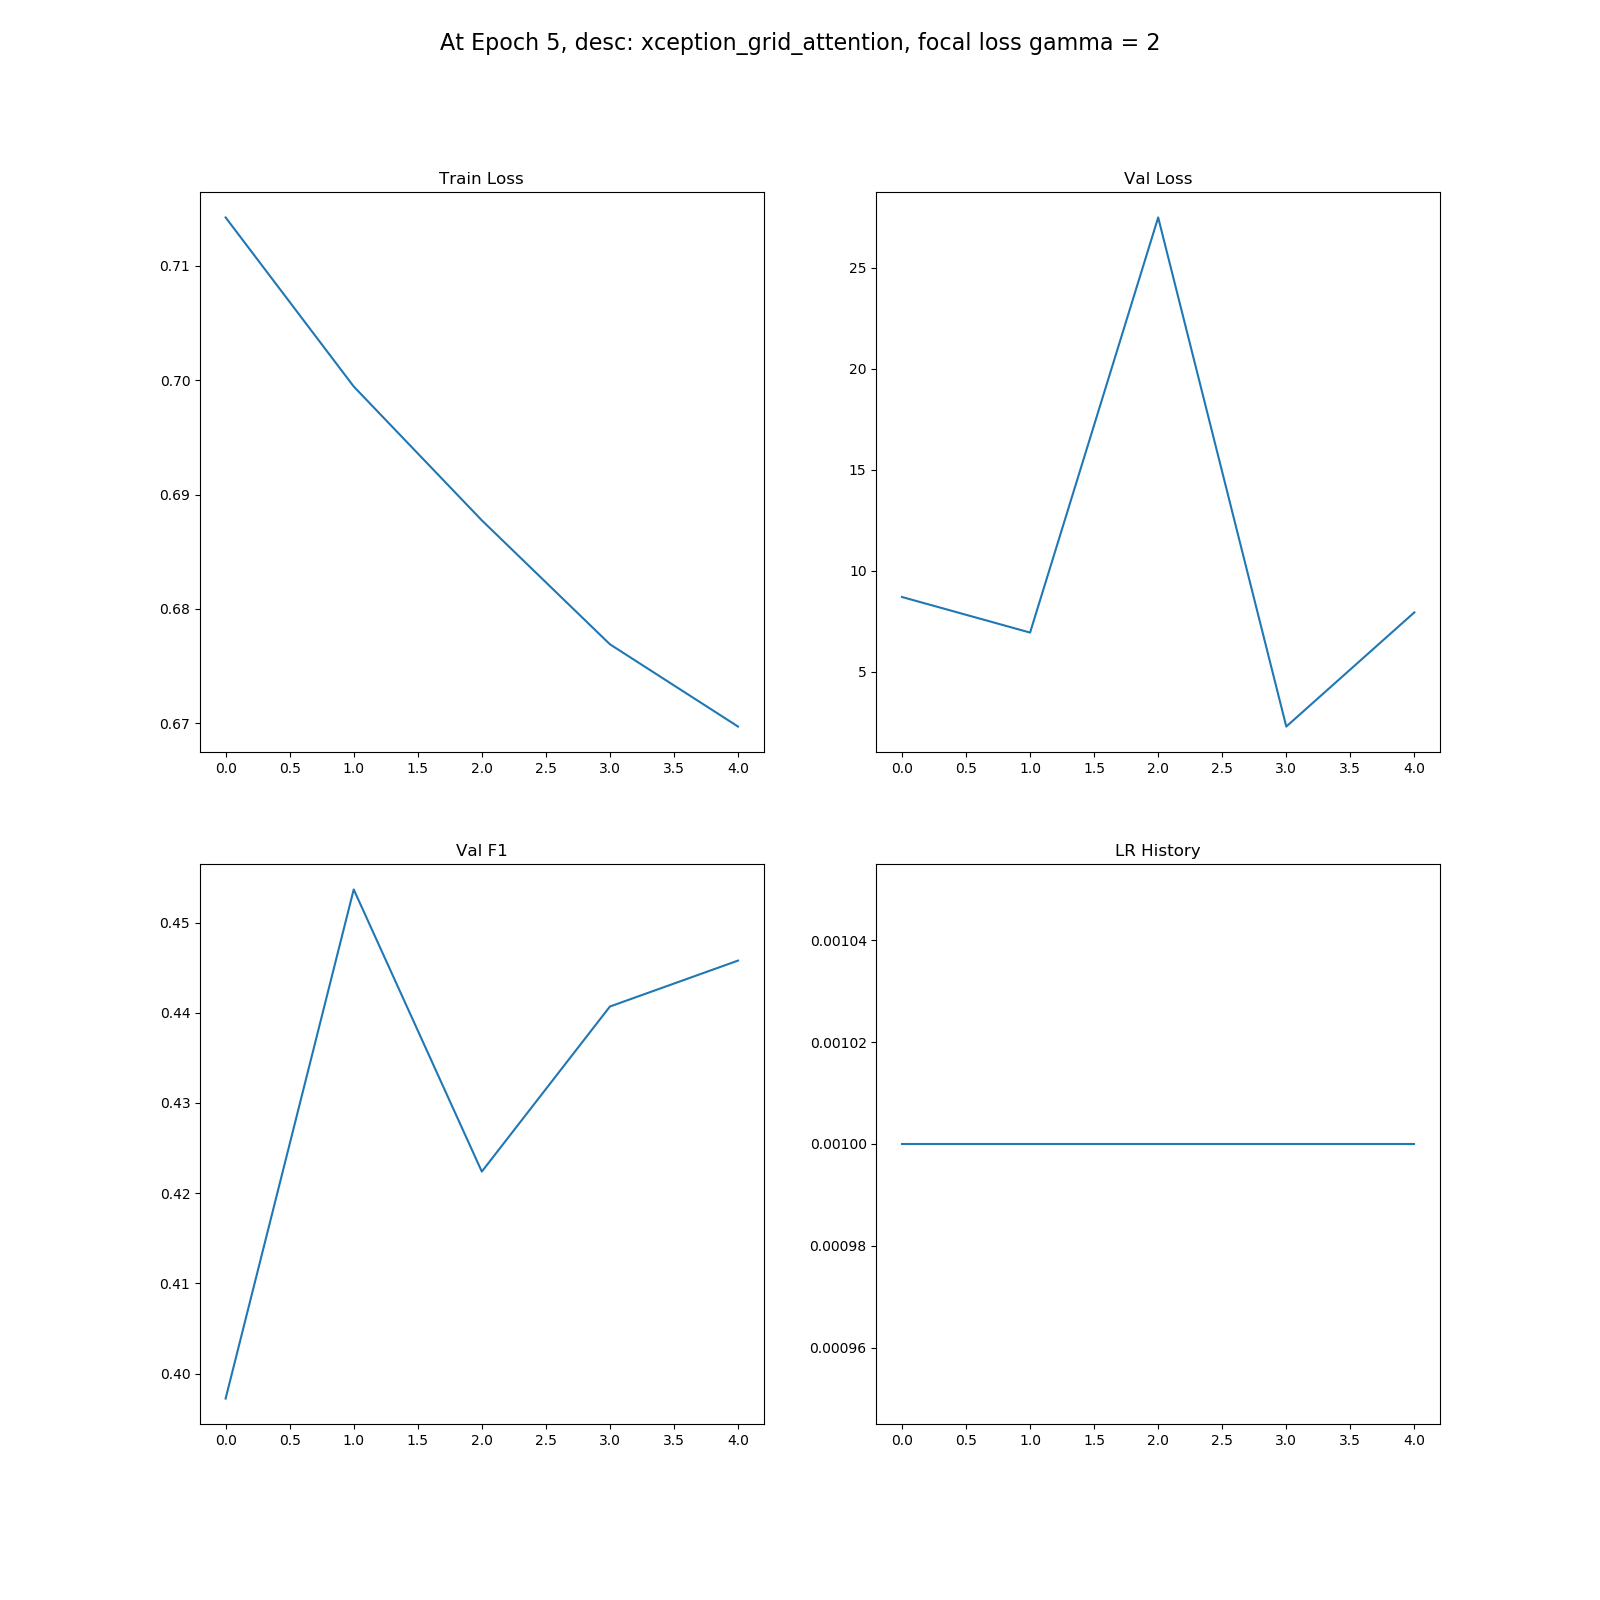 At Epoch 5, desc: xception_grid_attention, focal loss gamma = 2
Train Loss
0.71
0.70
0.69
0.68
0.67
0.0 0.5 1.0 1.5 2.0 2.5 3.0 3.5 4.0
Val Loss
25
20
15
10
5
0.0 0.5 1.0 1.5 2.0 2.5 3.0 3.5 4.0
Val F1
0.45
0.44
0.43
0.42
0.41
0.40
0.0 0.5 1.0 1.5 2.0 2.5 3.0 3.5 4.0
LR History
0.00104
0.00102
0.00100
0.00098
0.00096
0.0 0.5 1.0 1.5 2.0 2.5 3.0 3.5 4.0